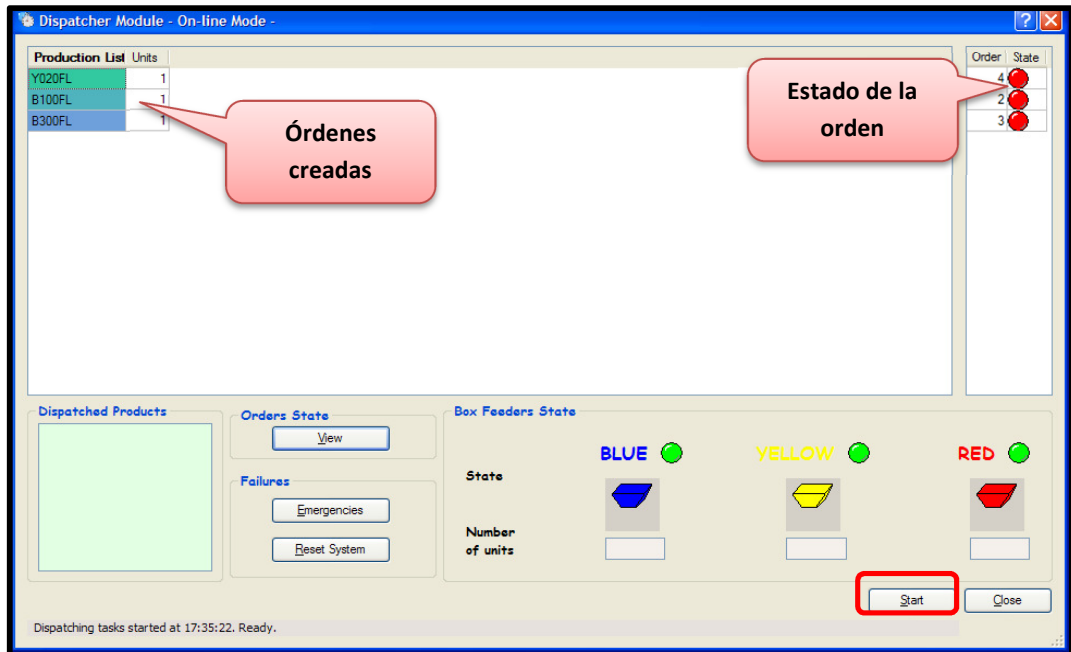 Dispatcher Module - On-line Mode -
Production List Units
Y020FL 1
B100FL 1
B300FL 1
Órdenes
creadas
Estado de la
orden
Order State
4
2
3
Dispatched Products
Orders State
View
Failures
Emergencies
Reset System
Box Feeders State
BLUE YELLOW RED
State
Number
of units
Start Close
Dispatching tasks started at 17:35:22. Ready.